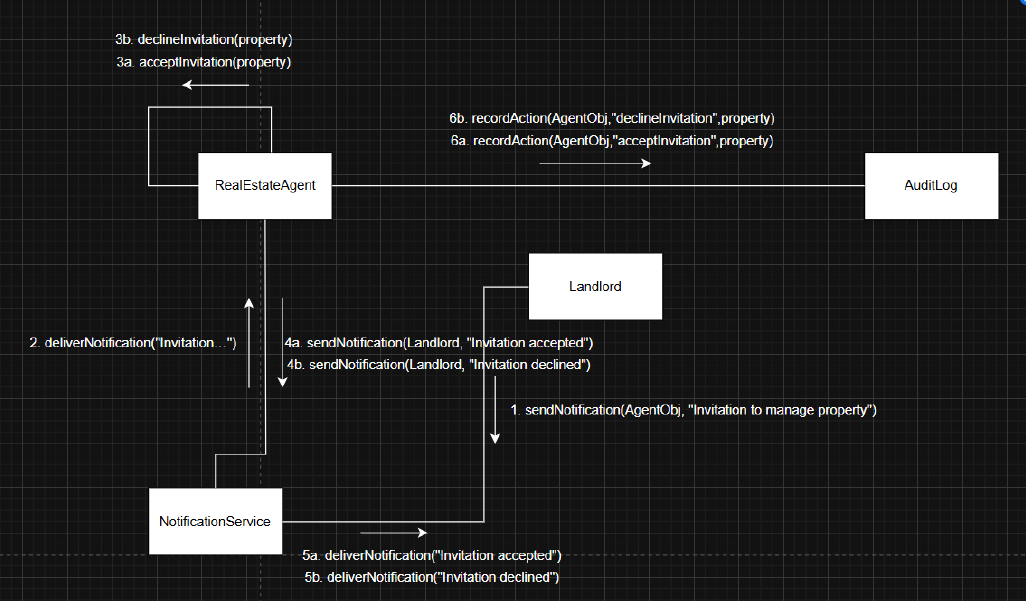 3b. declineInvitation(property)
3a. acceptInvitation(property)
6b. recordAction(AgentObj,"declineInvitation",property)
6a. recordAction(AgentObj,"acceptInvitation",property)
RealEstateAgent
AuditLog
Landlord
2. deliverNotification("Invitation...")
4a. sendNotification(Landlord, "Invitation accepted")
4b. sendNotification(Landlord, "Invitation declined")
1. sendNotification(AgentObj, "Invitation to manage property")
NotificationService
5a. deliverNotification("Invitation accepted")
5b. deliverNotification("Invitation declined")